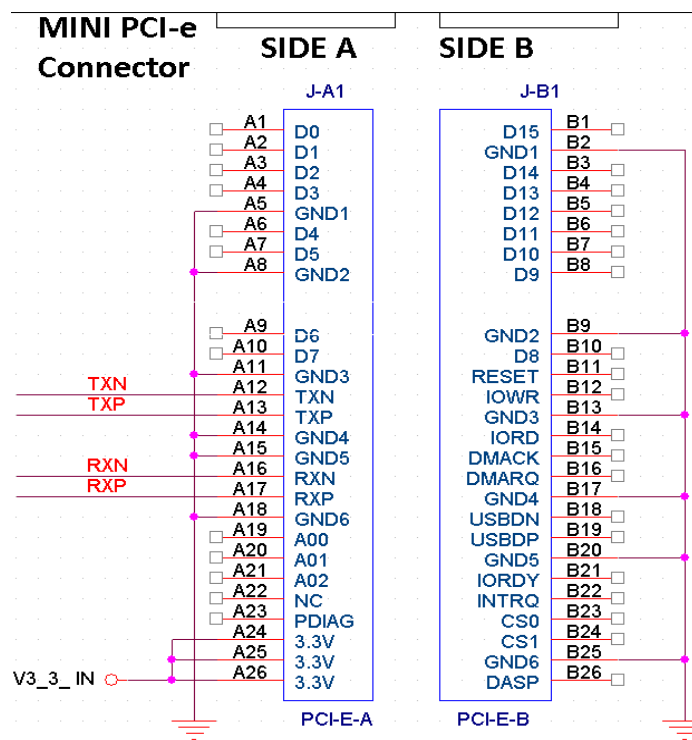 MINI PCI-e
Connector
SIDE A
SIDE B
J-A1
J-B1
A1 D0
A2 D1
A3 D2
A4 D3
A5 GND1
A6 D4
A7 D5
A8 GND2
A9 D6
A10 D7
A11 GND3
TXN A12 TXN
TXP A13 TXP
A14 GND4
A15 GND5
RXN A16 RXN
RXP A17 RXP
A18 GND6
A19 A00
A20 A01
A21 A02
A22 NC
A23 PDIAG
A24 3.3V
A25 3.3V
V3_3_ IN A26 3.3V
PCI-E-A
D15 B1
GND1 B2
D14 B3
D13 B4
D12 B5
D11 B6
D10 B7
D9 B8
GND2 B9
D8 B10
RESET B11
IOWR B12
GND3 B13
IORD B14
DMACK B15
DMARQ B16
GND4 B17
USBDN B18
USBDP B19
GND5 B20
IORDY B21
INTRQ B22
CS0 B23
CS1 B24
GND6 B25
DASP B26
PCI-E-B